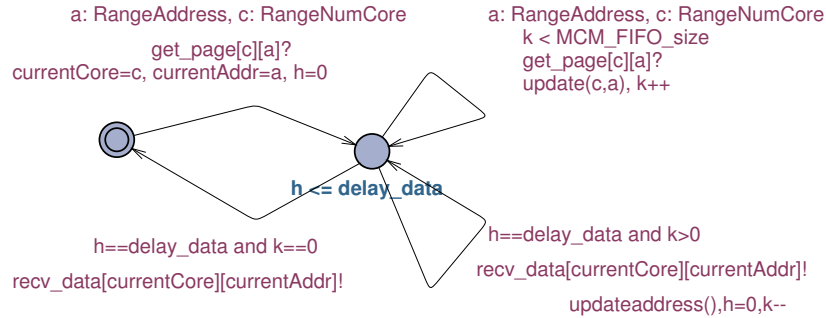 a: RangeAddress, c: RangeNumCore
get_page[c][a]?
currentCore=c, currentAddr=a, h=0
a: RangeAddress, c: RangeNumCore
k < MCM_FIFO_size
get_page[c][a]?
update(c,a), k++
h <= delay_data
h==delay_data and k==0
recv_data[currentCore][currentAddr]!
h==delay_data and k>0
recv_data[currentCore][currentAddr]!
updateaddress(),h=0,k--